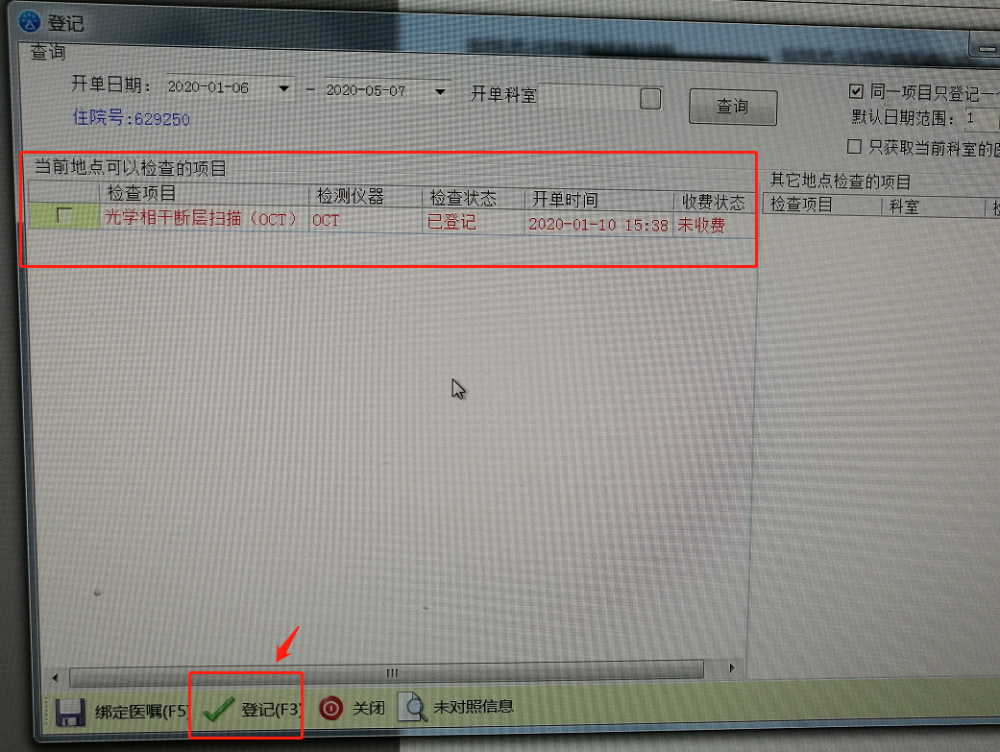 登记
查询
开单日期： 2020-01-06 - 2020-05-07 开单科室 查询
同一项目只登记一
住院号:629250
默认日期范围： 1
只获取当前科室的
当前地点可以检查的项目
其它地点检查的项目
检查项目 检测仪器 检查状态 开单时间 收费状态
检查项目 科室
光学相干断层扫描（OCT） OCT 已登记 2020-01-10 15:38 未收费
绑定医嘱(F5) 登记(F3) 关闭 未对照信息